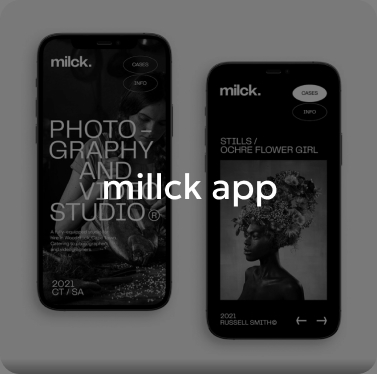 milck.
CASES
INFO
PHOTO –
GRAPHY
AND
VIDEO
STUDIO®
2021
CT / SA
millck app
milck.
CASES
INFO
STILLS /
OCHRE FLOWER GIRL
2021
RUSSELL SMITH©
← →